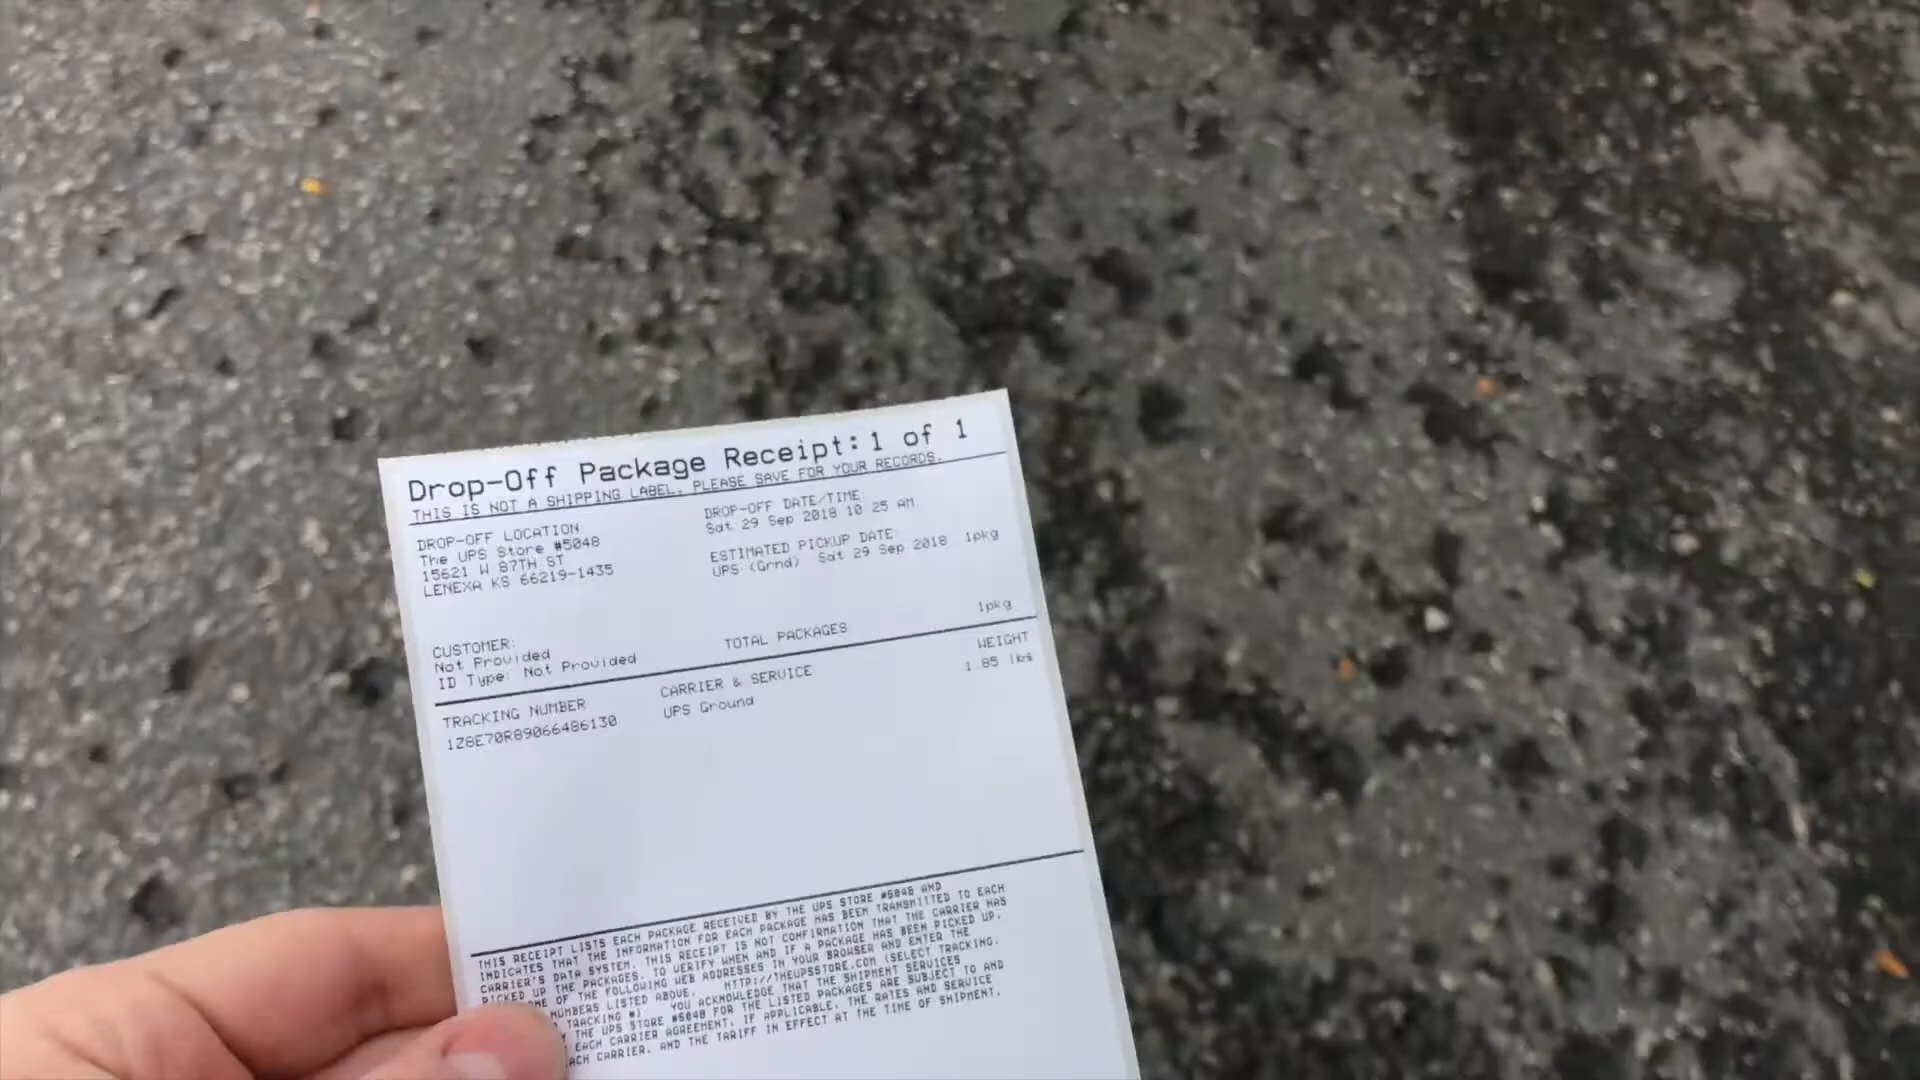 Drop-Off Package Receipt: 1 of 1
THIS IS NOT A SHIPPING LABEL. PLEASE SAVE FOR YOUR RECORDS.
DROP-OFF LOCATION:
The UPS Store #5048
15621 W 87TH ST
LENEXA KS 66219-1435
DROP-OFF DATE/TIME:
Sat 29 Sep 2018 10 25 AM
ESTIMATED PICKUP DATE:
UPS (Grnd) Sat 29 Sep 2018 1pkg
CUSTOMER:
Not Provided
ID Type: Not Provided
TOTAL PACKAGES 1pkg
TRACKING NUMBER CARRIER & SERVICE WEIGHT
1Z8E70R89066486130 UPS Ground 1.85 lbs
THIS RECEIPT LISTS EACH PACKAGE RECEIVED BY THE UPS STORE #5048 AND
INDICATES THAT THE INFORMATION FOR EACH PACKAGE HAS BEEN TRANSMITTED TO EACH
CARRIER'S DATA SYSTEM. THIS RECEIPT IS NOT CONFIRMATION THAT THE CARRIER HAS
PICKED UP THE PACKAGES. TO VERIFY WHEN AND IF A PACKAGE HAS BEEN PICKED UP,
OF THE FOLLOWING WEB ADDRESSES IN YOUR BROWSER AND ENTER THE
NUMBERS LISTED ABOVE. HTTP://THEUPSSTORE.COM (SELECT TRACKING,
TRACKING #) YOU ACKNOWLEDGE THAT THE SHIPMENT SERVICES
THE UPS STORE #5048 FOR THE LISTED PACKAGES ARE SUBJECT TO AND
EACH CARRIER AGREEMENT, IF APPLICABLE, THE RATES AND SERVICE
CARRIER, AND THE TARIFF IN EFFECT AT THE TIME OF SHIPMENT.